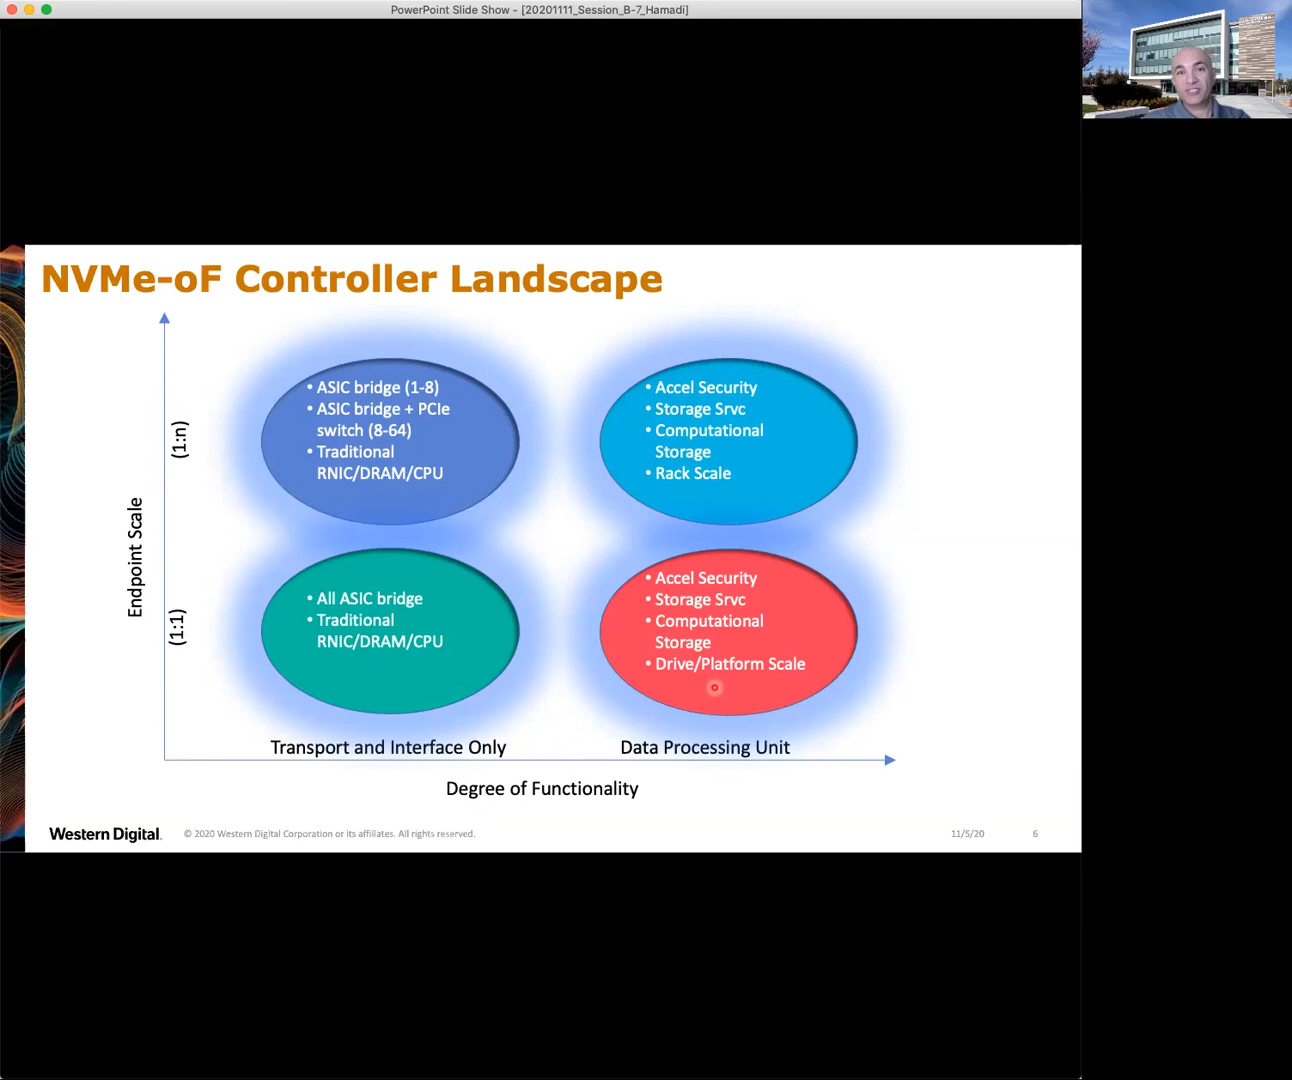 PowerPoint Slide Show - [20201111_Session_B-7_Hamadi]
NVMe-oF Controller Landscape
• ASIC bridge (1-8)
• ASIC bridge + PCIe
switch (8-64)
• Traditional
RNIC/DRAM/CPU
• Accel Security
• Storage Srvc
• Computational
Storage
• Rack Scale
(1:n)
Endpoint Scale
(1:1)
• All ASIC bridge
• Traditional
RNIC/DRAM/CPU
• Accel Security
• Storage Srvc
• Computational
Storage
• Drive/Platform Scale
Transport and Interface Only
Data Processing Unit
Degree of Functionality
Western Digital.
© 2020 Western Digital Corporation or its affiliates. All rights reserved.
11/5/20
6